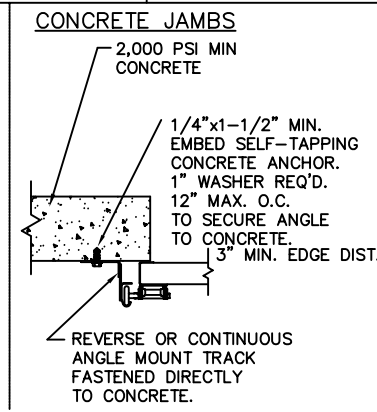 CONCRETE JAMBS
2,000 PSI MIN
CONCRETE
1/4"x1-1/2" MIN.
EMBED SELF-TAPPING
CONCRETE ANCHOR.
1" WASHER REQ'D.
12" MAX. O.C.
TO SECURE ANGLE
TO CONCRETE.
3" MIN. EDGE DIST.
REVERSE OR CONTINUOUS
ANGLE MOUNT TRACK
FASTENED DIRECTLY
TO CONCRETE.